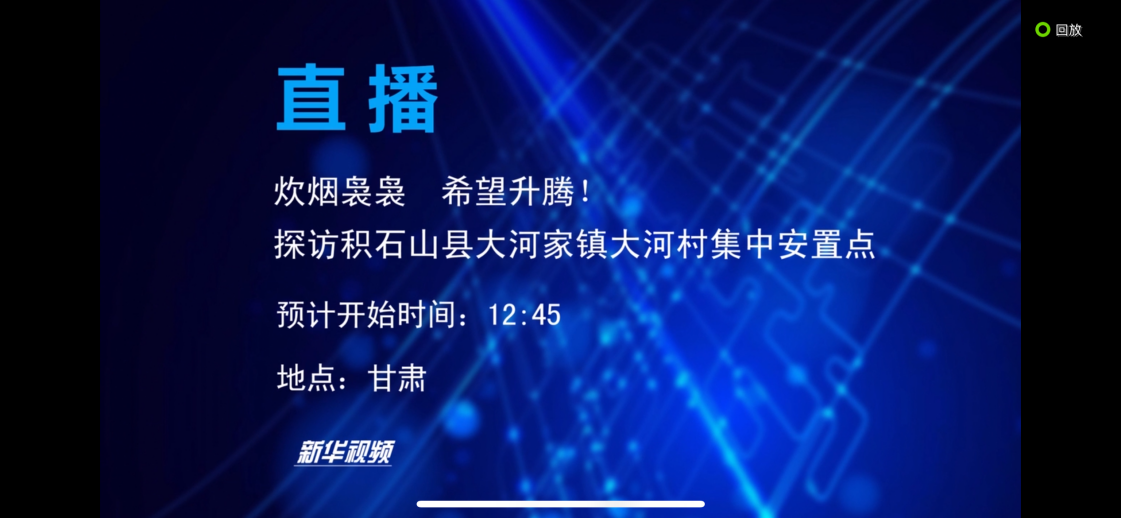 回放
直播
炊烟袅袅　希望升腾！
探访积石山县大河家镇大河村集中安置点
预计开始时间：12:45
地点：甘肃
新华视频